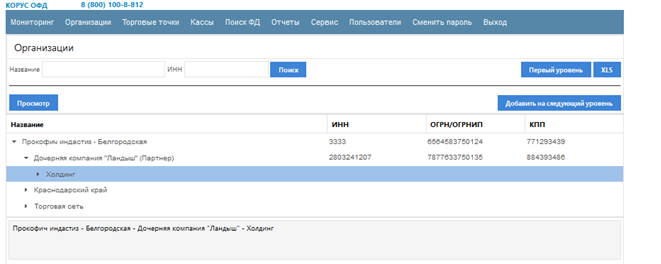 КОРУС ОФД 8 (800) 100-8-812
Мониторинг Организации Торговые точки Кассы Поиск ФД Отчеты Сервис Пользователи Сменить пароль Выход
Организации
Название ИНН Поиск Первый уровень XLS
Просмотр Добавить на следующий уровень
Название ИНН ОГРН/ОГРНИП КПП
Прокофич индастиз - Белгородская 3333 6564583750124 771293439
Дочерняя компания "Ландыш" (Партнер) 2803241207 7877633750135 884393486
Холдинг
Краснодарский край
Торговая сеть
Прокофич индастиз - Белгородская - Дочерняя компания "Ландыш" - Холдинг